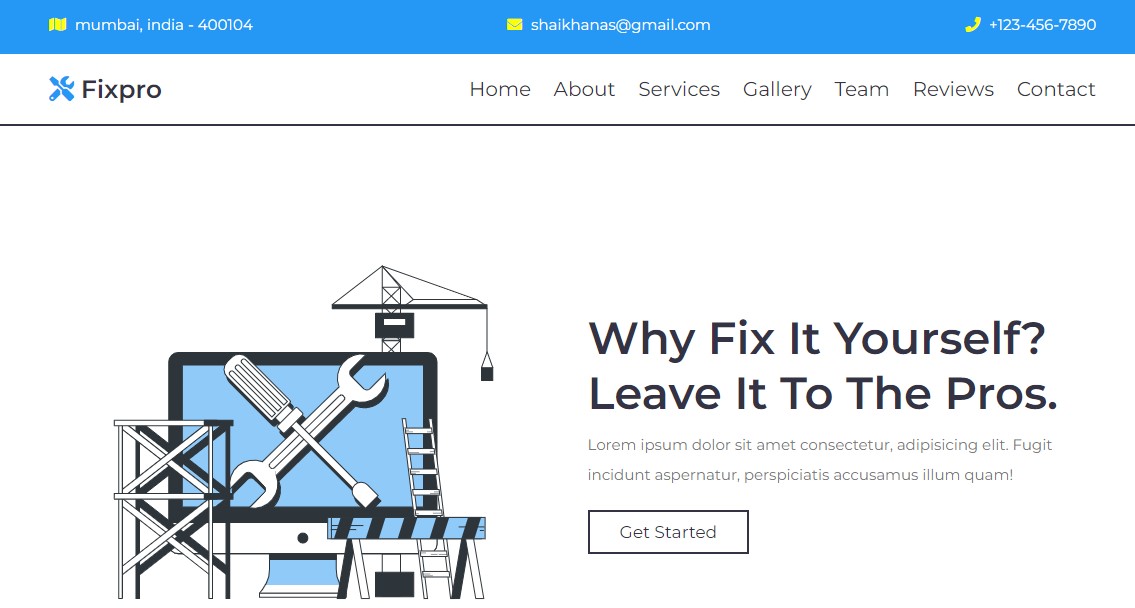 mumbai, india - 400104
shaikhanas@gmail.com
+123-456-7890
Fixpro
Home About Services Gallery Team Reviews Contact
Why Fix It Yourself?
Leave It To The Pros.
Lorem ipsum dolor sit amet consectetur, adipisicing elit. Fugit
incidunt aspernatur, perspiciatis accusamus illum quam!
Get Started